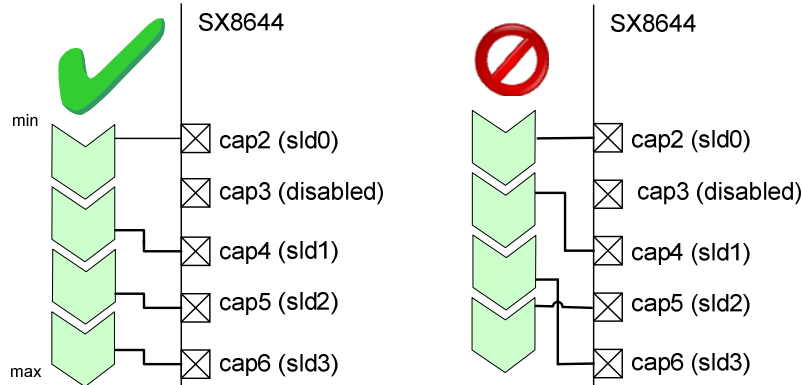 SX8644
min
cap2 (sld0)
cap3 (disabled)
cap4 (sld1)
cap5 (sld2)
cap6 (sld3)
max
SX8644
cap2 (sld0)
cap3 (disabled)
cap4 (sld1)
cap5 (sld2)
cap6 (sld3)